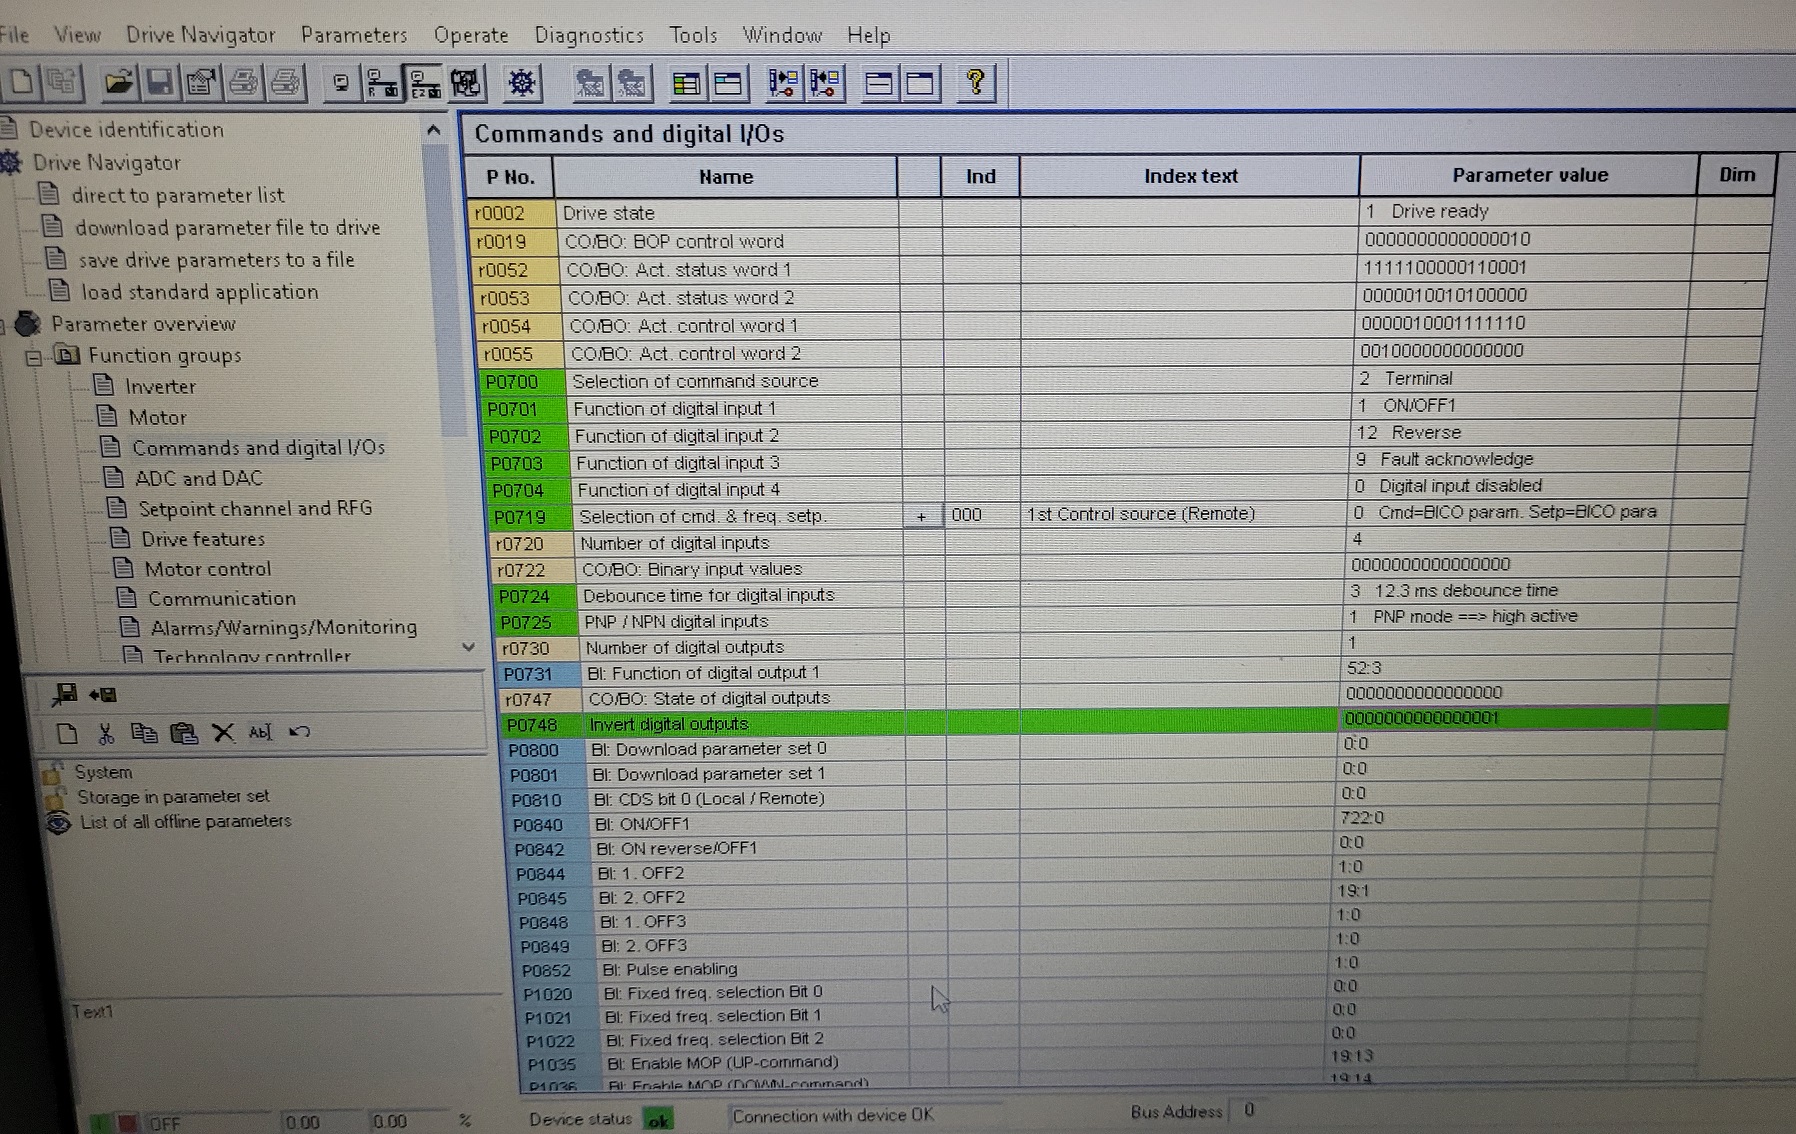 File View Drive Navigator Parameters Operate Diagnostics Tools Window Help
Device identification
Drive Navigator
direct to parameter list
download parameter file to drive
save drive parameters to a file
load standard application
Parameter overview
Function groups
Inverter
Motor
Commands and digital I/Os
ADC and DAC
Setpoint channel and RFG
Drive features
Motor control
Communication
Alarms/Warnings/Monitoring
Technology controller
System
Storage in parameter set
List of all offline parameters
Text1
Commands and digital I/Os
P No. Name Ind Index text Parameter value Dim
r0002 Drive state 1 Drive ready
r0019 CO/BO: BOP control word 0000000000000010
r0052 CO/BO: Act. status word 1 1111100000110001
r0053 CO/BO: Act. status word 2 0000010010100000
r0054 CO/BO: Act. control word 1 0000010001111110
r0055 CO/BO: Act. control word 2 0010000000000000
P0700 Selection of command source 2 Terminal
P0701 Function of digital input 1 1 ON/OFF1
P0702 Function of digital input 2 12 Reverse
P0703 Function of digital input 3 9 Fault acknowledge
P0704 Function of digital input 4 0 Digital input disabled
P0719 Selection of cmd. & freq. setp. + 000 1st Control source (Remote) 0 Cmd=BICO param. Setp=BICO para
r0720 Number of digital inputs 4
r0722 CO/BO: Binary input values 0000000000000000
P0724 Debounce time for digital inputs 3 12.3 ms debounce time
P0725 PNP / NPN digital inputs 1 PNP mode ==> high active
r0730 Number of digital outputs 1
P0731 BI: Function of digital output 1 52:3
r0747 CO/BO: State of digital outputs 0000000000000000
P0748 Invert digital outputs 0000000000000001
P0800 BI: Download parameter set 0 0:0
P0801 BI: Download parameter set 1 0:0
P0810 BI: CDS bit 0 (Local / Remote) 0:0
P0840 BI: ON/OFF1 722:0
P0842 BI: ON reverse/OFF1 0:0
P0844 BI: 1. OFF2 1:0
P0845 BI: 2. OFF2 19:1
P0848 BI: 1. OFF3 1:0
P0849 BI: 2. OFF3 1:0
P0852 BI: Pulse enabling 1:0
P1020 BI: Fixed freq. selection Bit 0 0:0
P1021 BI: Fixed freq. selection Bit 1 0:0
P1022 BI: Fixed freq. selection Bit 2 0:0
P1035 BI: Enable MOP (UP-command) 19:13
P1036 BI: Enable MOP (DOWN-command) 19:14
OFF 0.00 0.00 % Device status ok Connection with device OK Bus Address 0